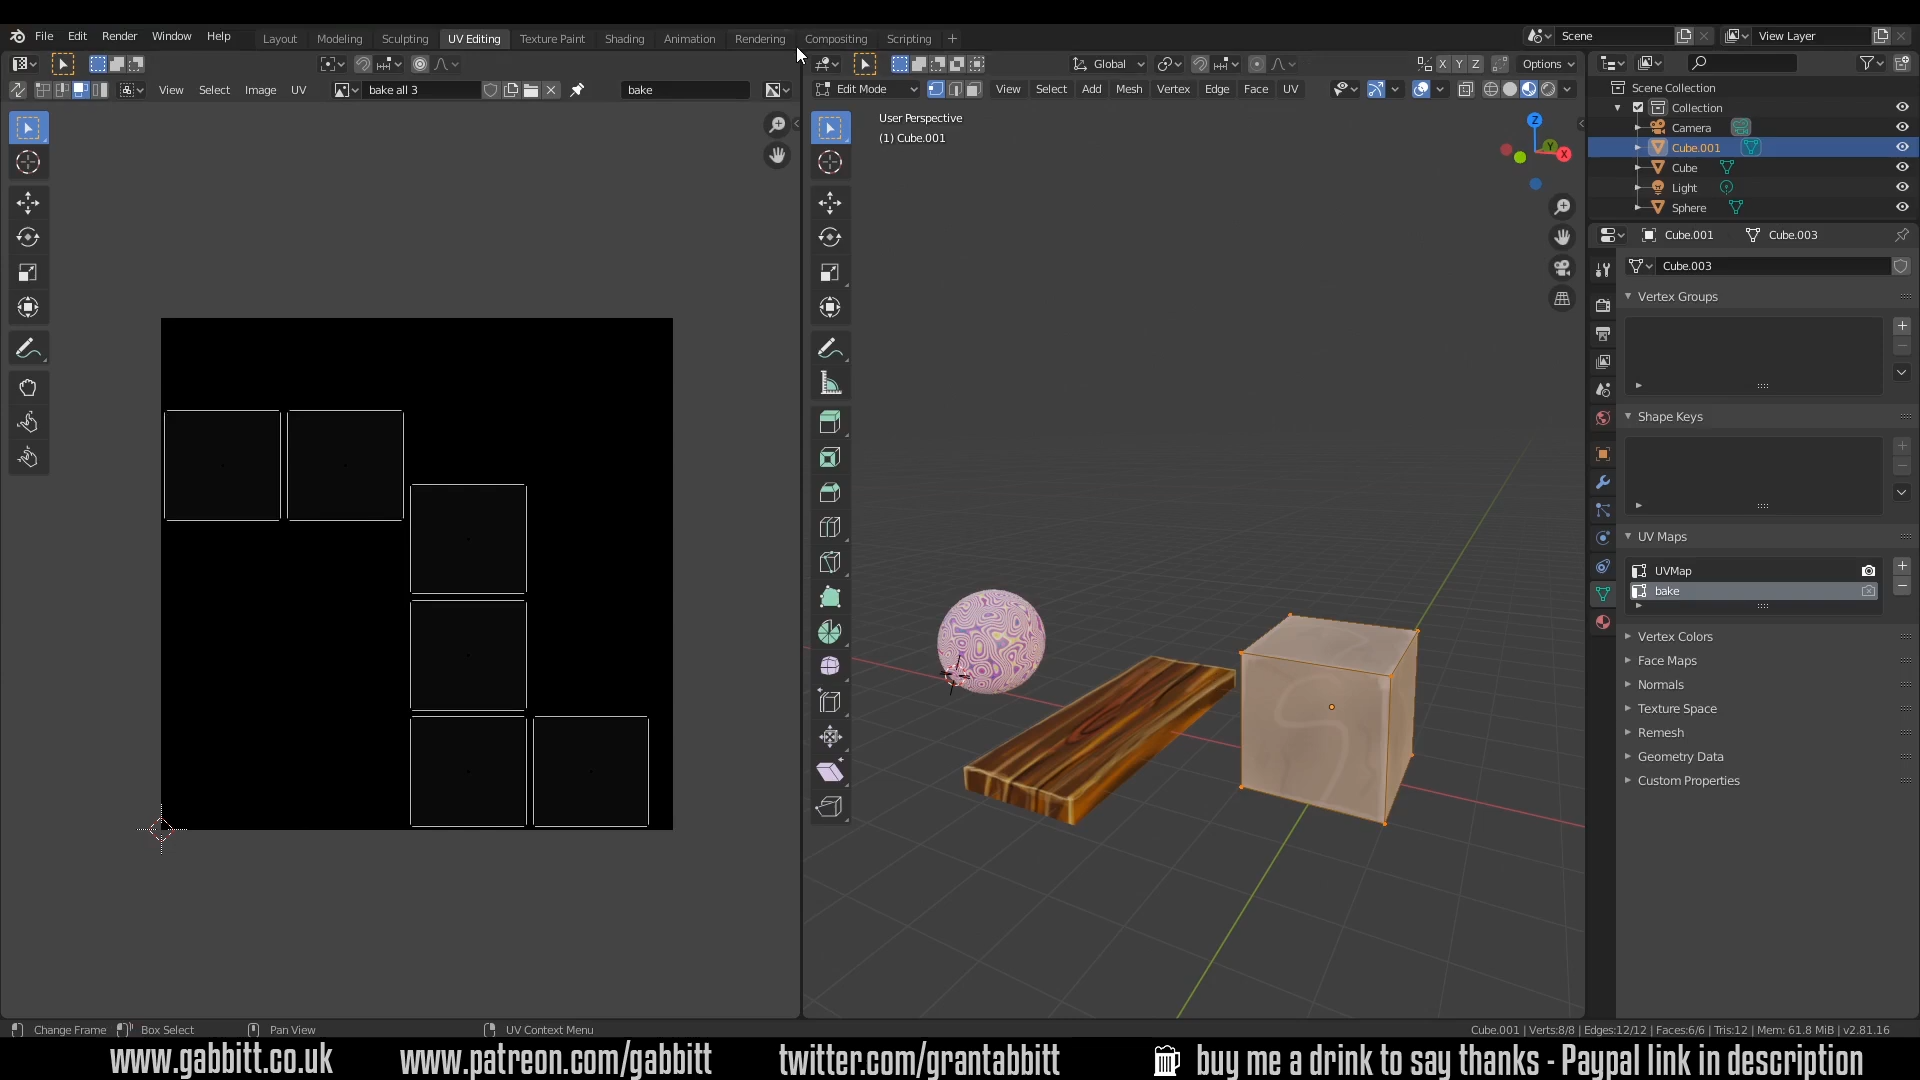 File Edit Render Window Help Layout Modeling Sculpting UV Editing Texture Paint Shading Animation Rendering Compositing Scripting Scene View Layer
Global X Y Z Options
View Select Image UV bake all 3 bake Edit Mode View Select Add Mesh Vertex Edge Face UV
User Perspective
(1) Cube.001
Z
Y
X
Scene Collection
Collection
Camera
Cube.001
Cube
Light
Sphere
Cube.001 Cube.003
Cube.003
Vertex Groups
Shape Keys
UV Maps
UVMap
bake
Vertex Colors
Face Maps
Normals
Texture Space
Remesh
Geometry Data
Custom Properties
Change Frame Box Select Pan View UV Context Menu Cube.001 | Verts:8/8 | Edges:12/12 | Faces:6/6 | Tris:12 | Mem: 61.8 MiB | v2.81.16
www.gabbitt.co.uk www.patreon.com/gabbitt twitter.com/grantabbitt buy me a drink to say thanks - Paypal link in description